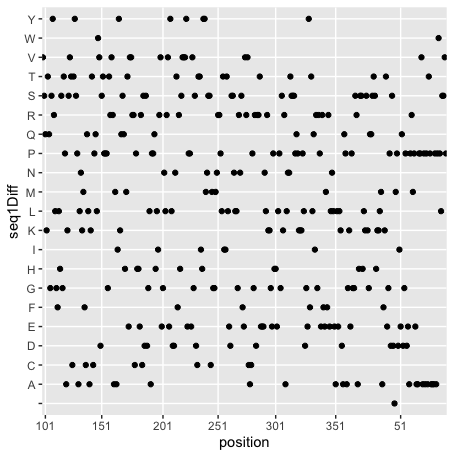 Y
W
V
T
S
R
Q
P
N
M
L
K
I
H
G
F
E
D
C
A
seq1Diff
101 151 201 251 301 351 51
position